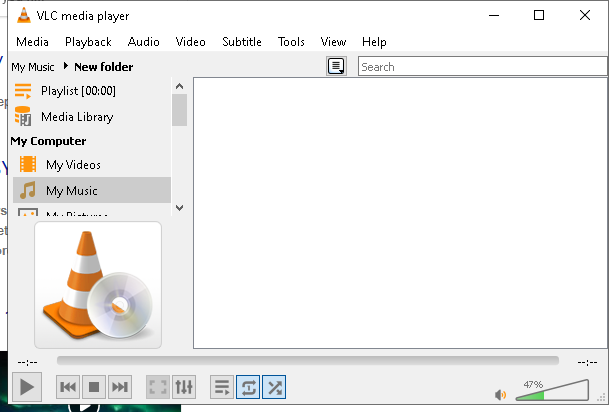 VLC media player
Media Playback Audio Video Subtitle Tools View Help
My Music New folder
Search
Playlist [00:00]
Media Library
My Computer
My Videos
My Music
My Pictures
--:-- --:--
47%